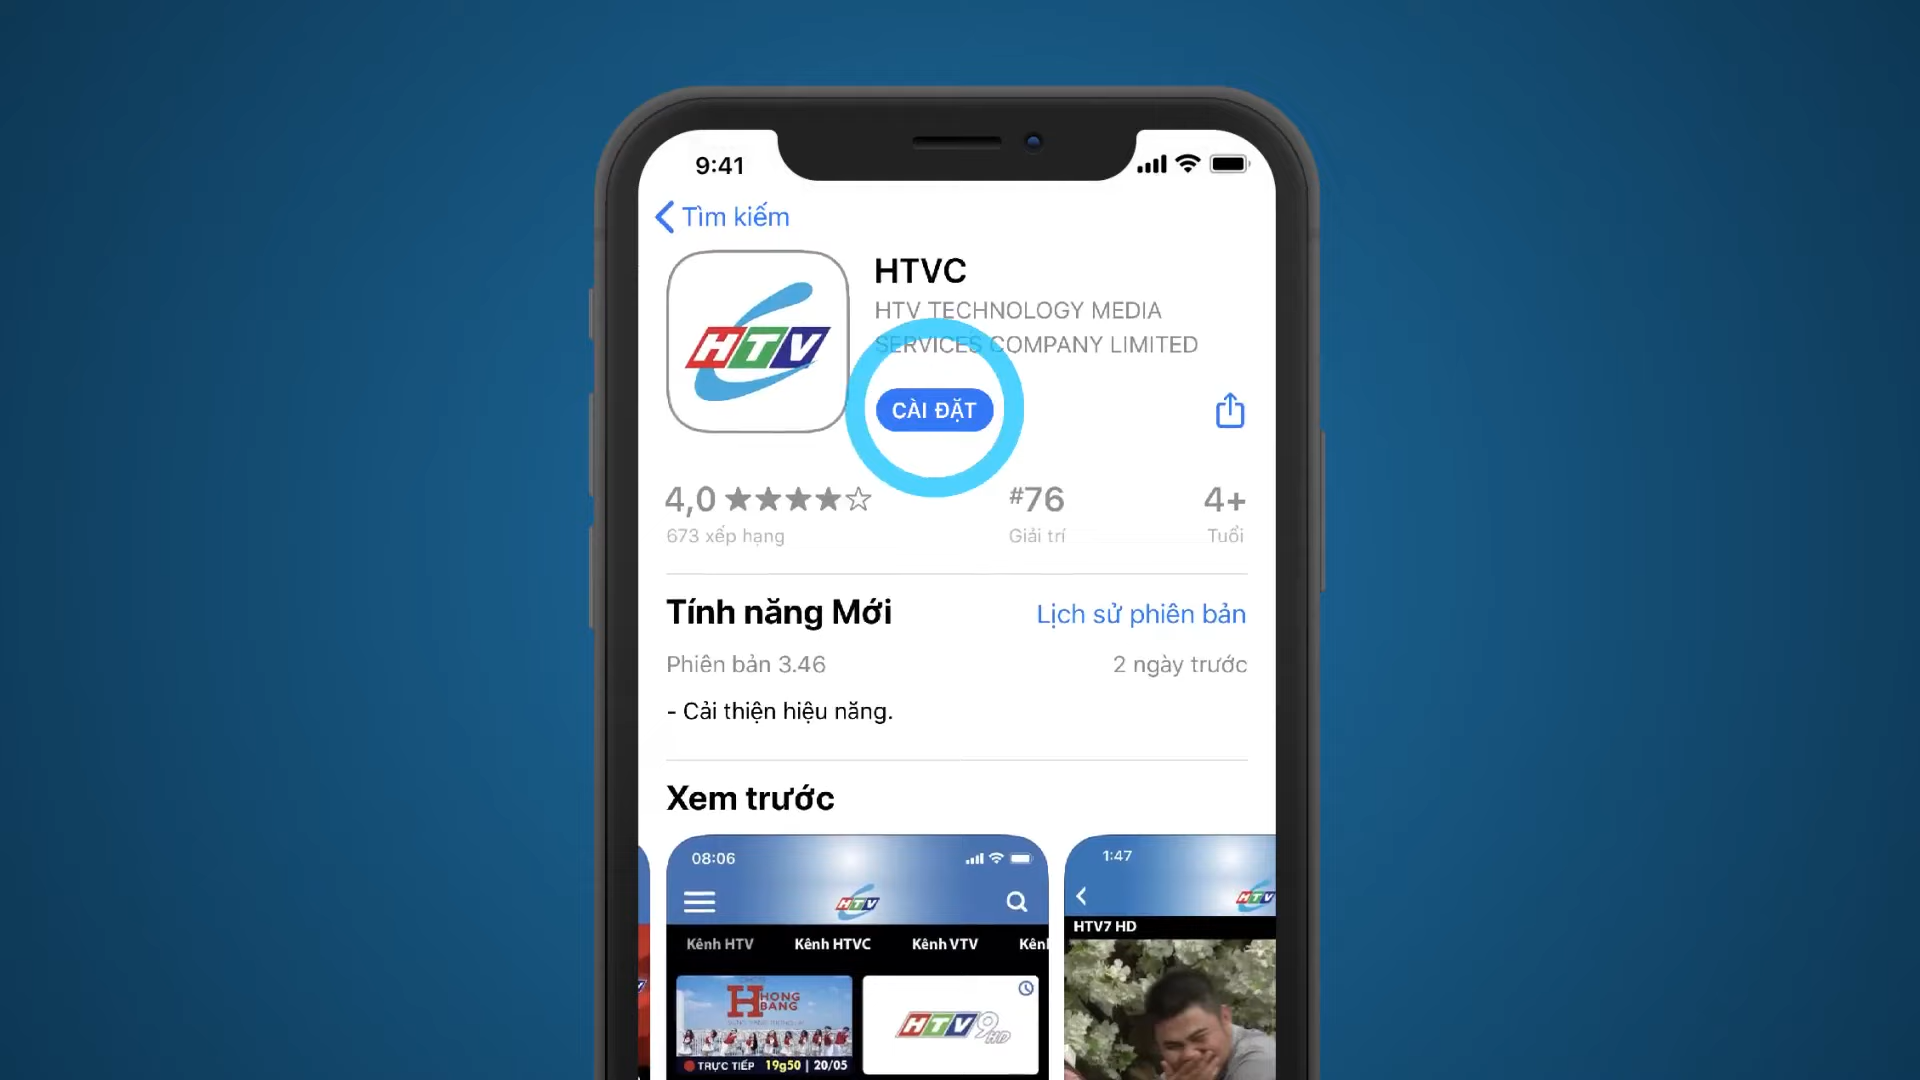 9:41
Tìm kiếm
HTV
HTVC
HTV TECHNOLOGY MEDIA
SERVICES COMPANY LIMITED
CÀI ĐẶT
4,0
673 xếp hạng
#76
Giải trí
4+
Tuổi
Tính năng Mới
Lịch sử phiên bản
Phiên bản 3.46
2 ngày trước
- Cải thiện hiệu năng.
Xem trước
08:06
HTV
Kênh HTV
Kênh HTVC
Kênh VTV
HONG
BANG
TRỰC TIẾP 19g50 | 20/05
HTV9 HD
1:47
HTV
HTV7 HD